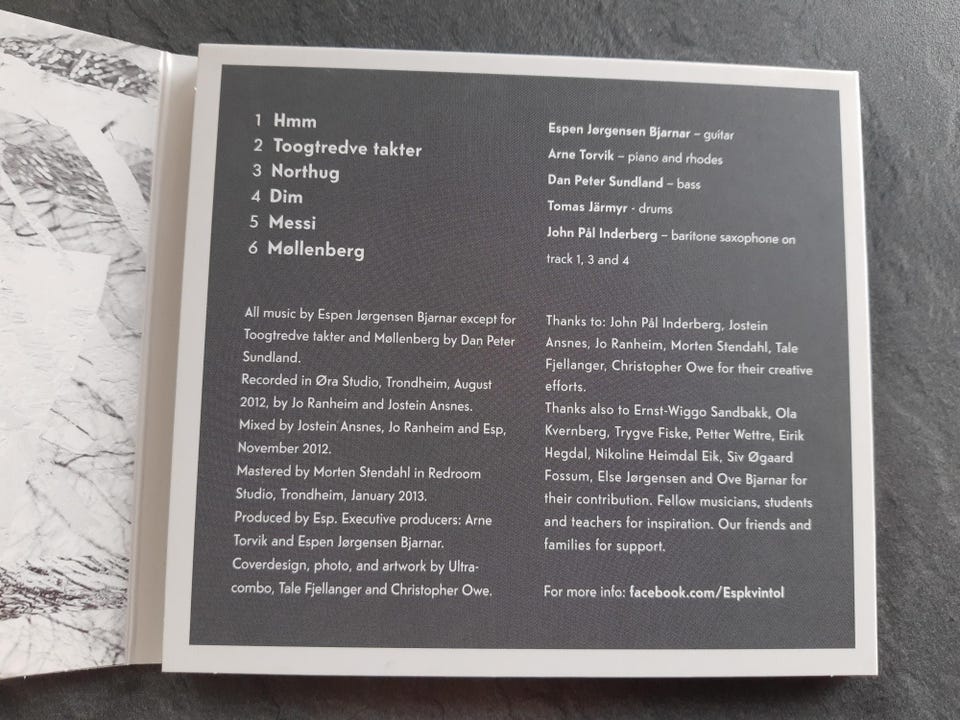 1 Hmm
2 Toogtredve takter
3 Northug
4 Dim
5 Messi
6 Møllenberg
All music by Espen Jørgensen Bjarnar except for
Toogtredve takter and Møllenberg by Dan Peter
Sundland.
Recorded in Øra Studio, Trondheim, August
2012, by Jo Ranheim and Jostein Ansnes.
Mixed by Jostein Ansnes, Jo Ranheim and Esp,
November 2012.
Mastered by Morten Stendahl in Redroom
Studio, Trondheim, January 2013.
Produced by Esp. Executive producers: Arne
Torvik and Espen Jørgensen Bjarnar.
Coverdesign, photo, and artwork by Ultra-
combo, Tale Fjellanger and Christopher Owe.
Espen Jørgensen Bjarnar – guitar
Arne Torvik – piano and rhodes
Dan Peter Sundland – bass
Tomas Järmyr - drums
John Pål Inderberg – baritone saxophone on
track 1, 3 and 4
Thanks to: John Pål Inderberg, Jostein
Ansnes, Jo Ranheim, Morten Stendahl, Tale
Fjellanger, Christopher Owe for their creative
efforts.
Thanks also to Ernst-Wiggo Sandbakk, Ola
Kvernberg, Trygve Fiske, Petter Wettre, Eirik
Hegdal, Nikoline Heimdal Eik, Siv Øgaard
Fossum, Else Jørgensen and Ove Bjarnar for
their contribution. Fellow musicians, students
and teachers for inspiration. Our friends and
families for support.
For more info: facebook.com/Espkvintol